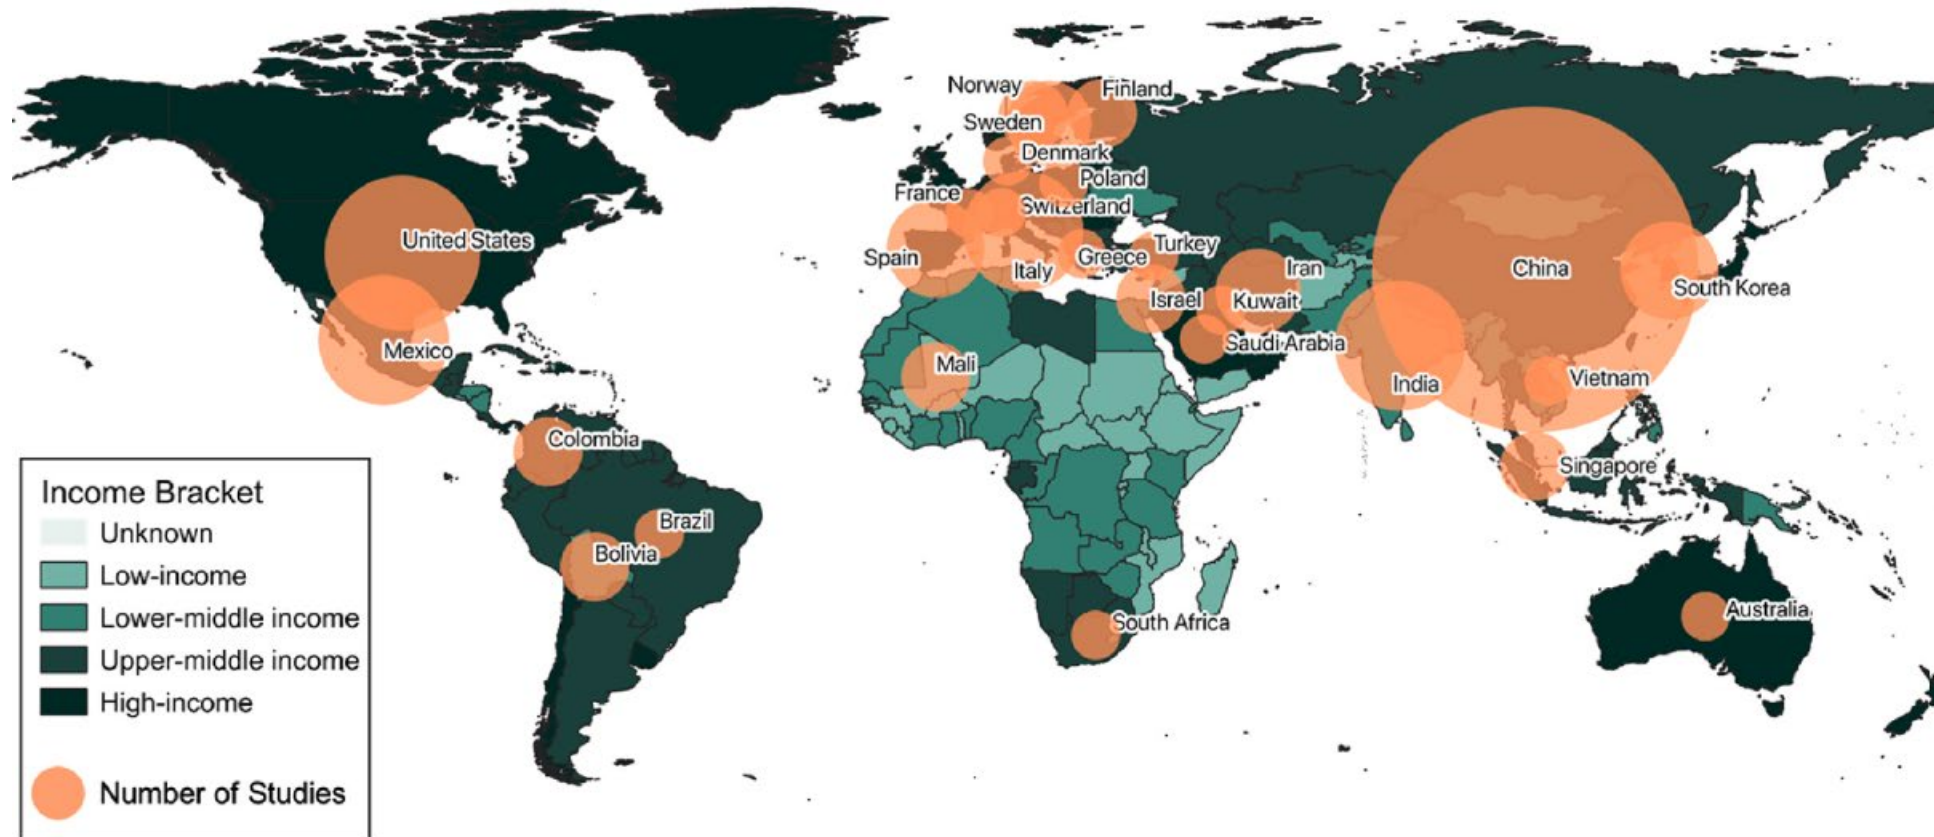 Norway
Finland
Sweden
Denmark
Poland
France
Switzerland
United States
Turkey
Spain
Greece
Italy
Iran
China
Israel
Kuwait
South Korea
Mexico
Saudi Arabia
Mali
India
Vietnam
Colombia
Singapore
Brazil
Bolivia
Australia
South Africa
Income Bracket
Unknown
Low-income
Lower-middle income
Upper-middle income
High-income
Number of Studies